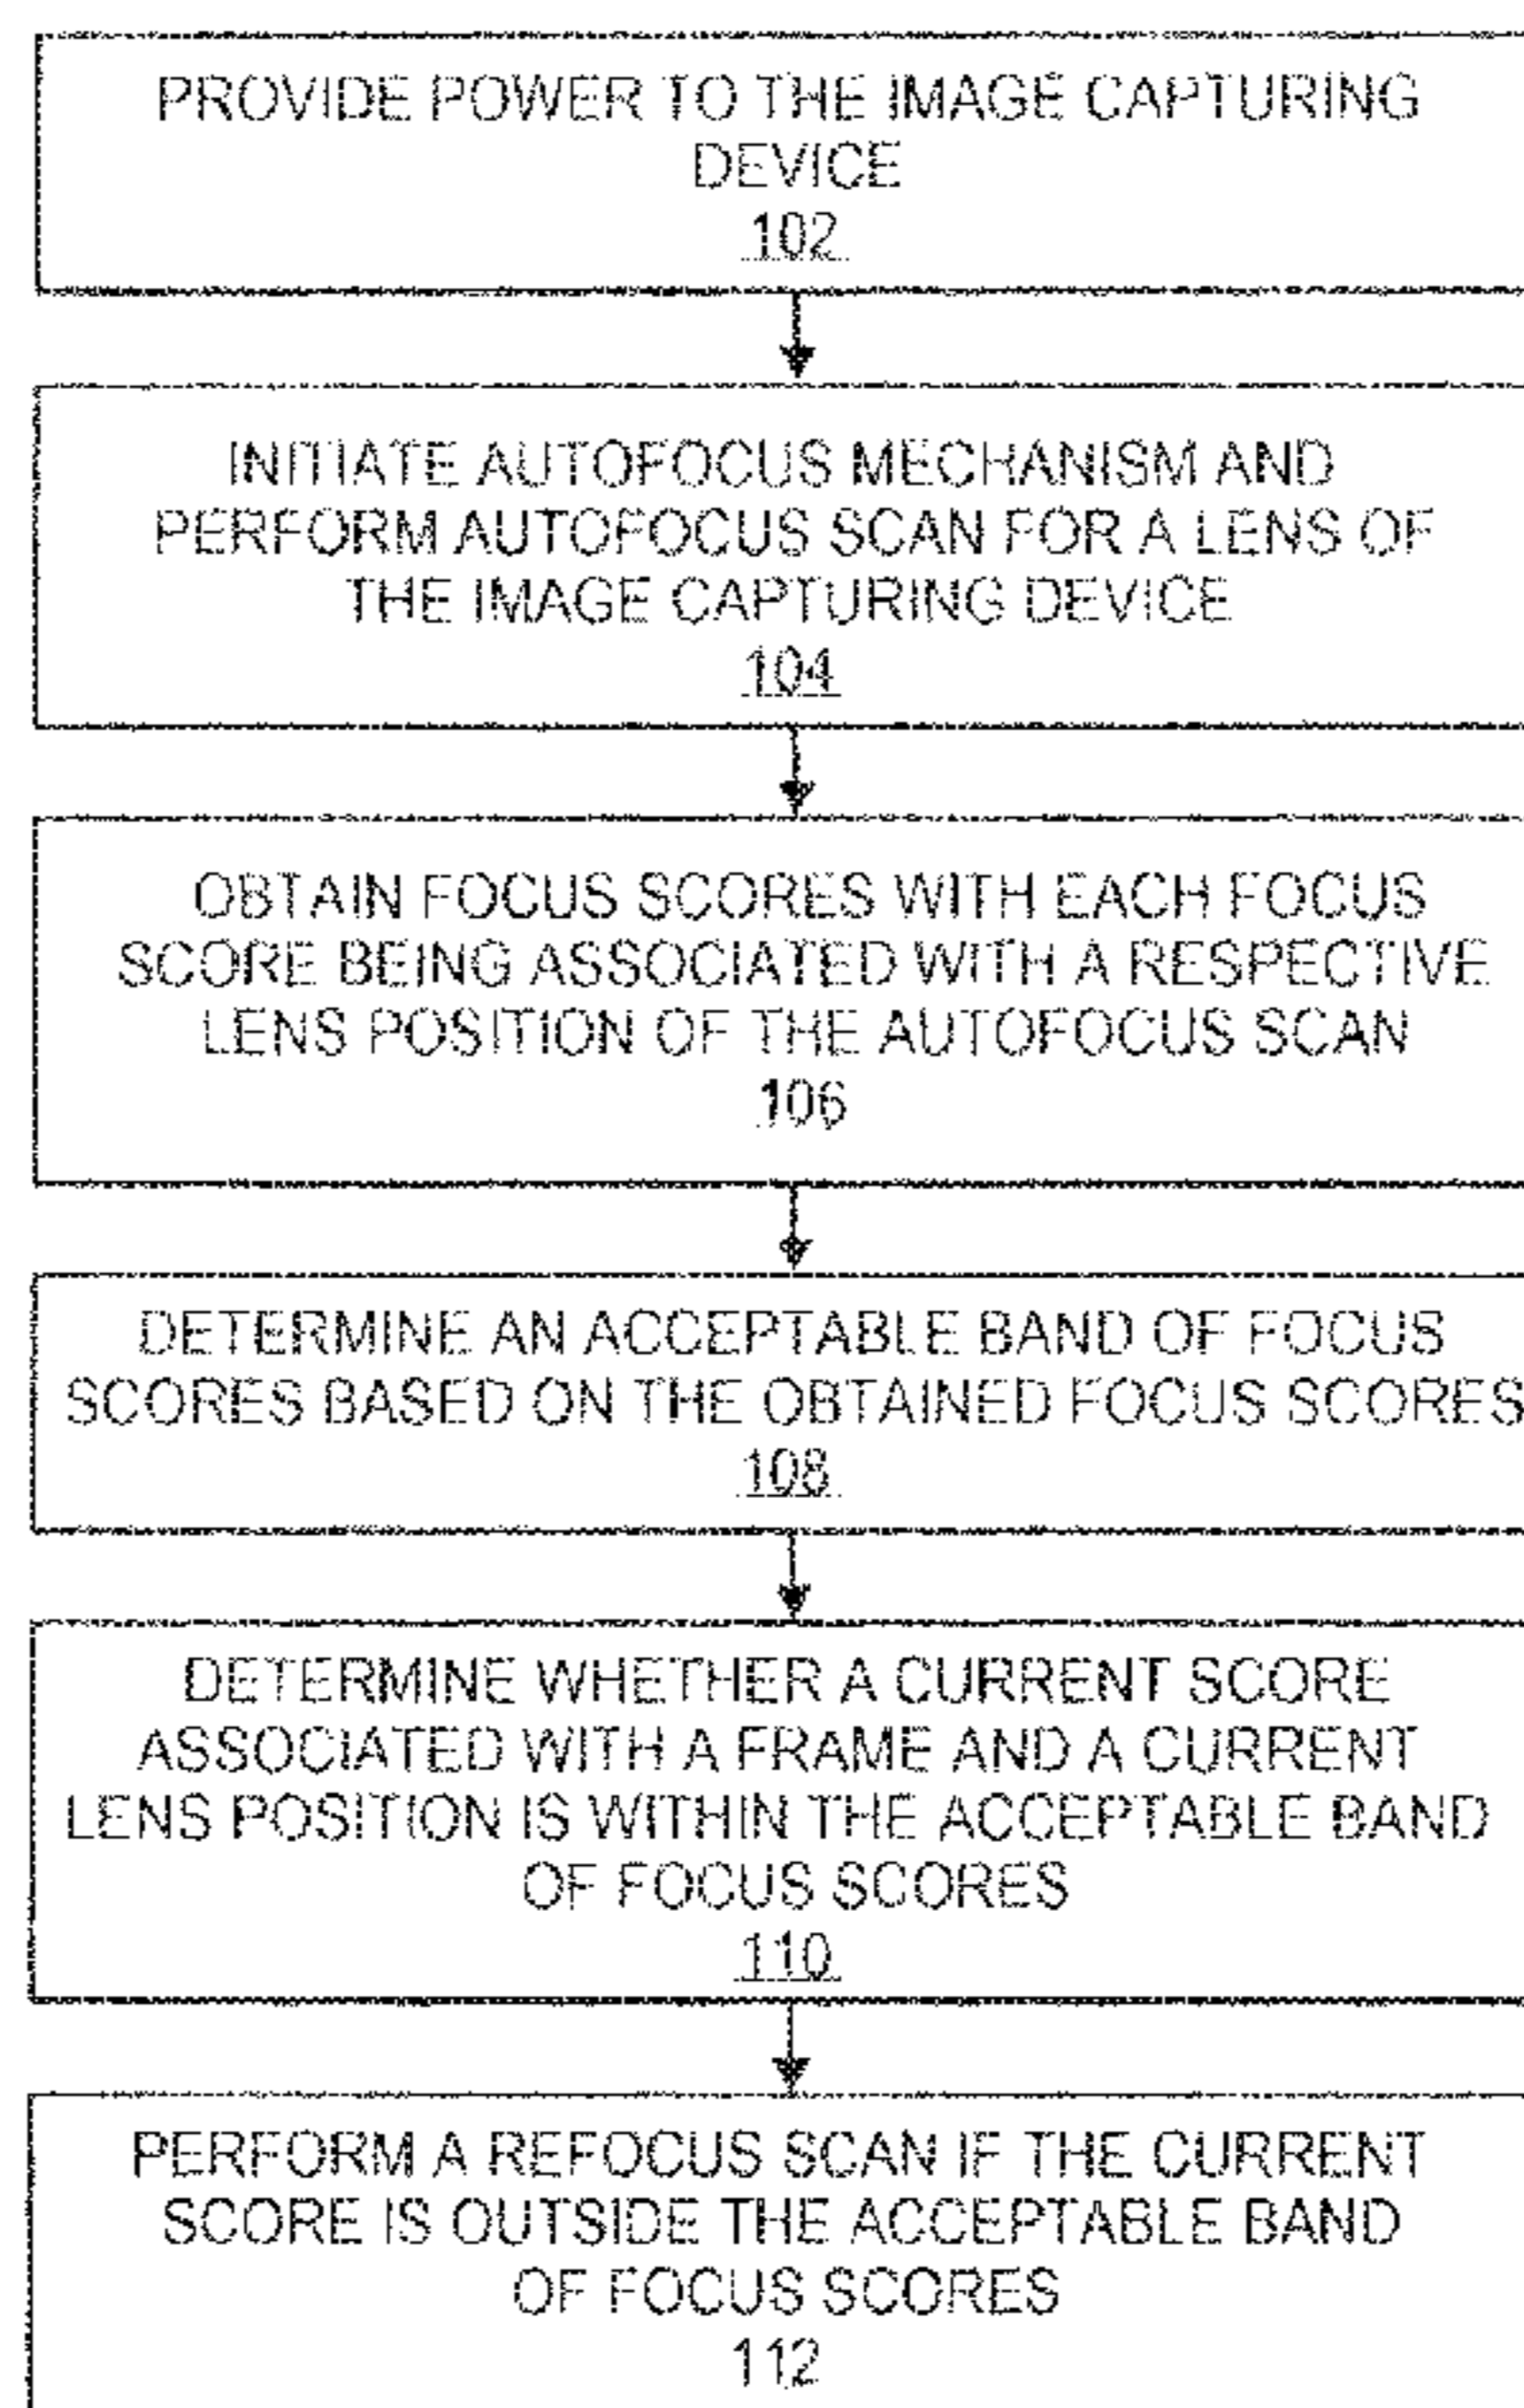 PROVIDE POWER TO THE IMAGE CAPTURING
DEVICE
102
INITIATE AUTOFOCUS MECHANISM AND
PERFORM AUTOFOCUS SCAN FOR A LENS OF
THE IMAGE CAPTURING DEVICE
104
OBTAIN FOCUS SCORES WITH EACH FOCUS
SCORE BEING ASSOCIATED WITH A RESPECTIVE
LENS POSITION OF THE AUTOFOCUS SCAN
106
DETERMINE AN ACCEPTABLE BAND OF FOCUS
SCORES BASED ON THE OBTAINED FOCUS SCORES
108
DETERMINE WHETHER A CURRENT SCORE
ASSOCIATED WITH A FRAME AND A CURRENT
LENS POSITION IS WITHIN THE ACCEPTABLE BAND
OF FOCUS SCORES
110
PERFORM A REFOCUS SCAN IF THE CURRENT
SCORE IS OUTSIDE THE ACCEPTABLE BAND
OF FOCUS SCORES
112